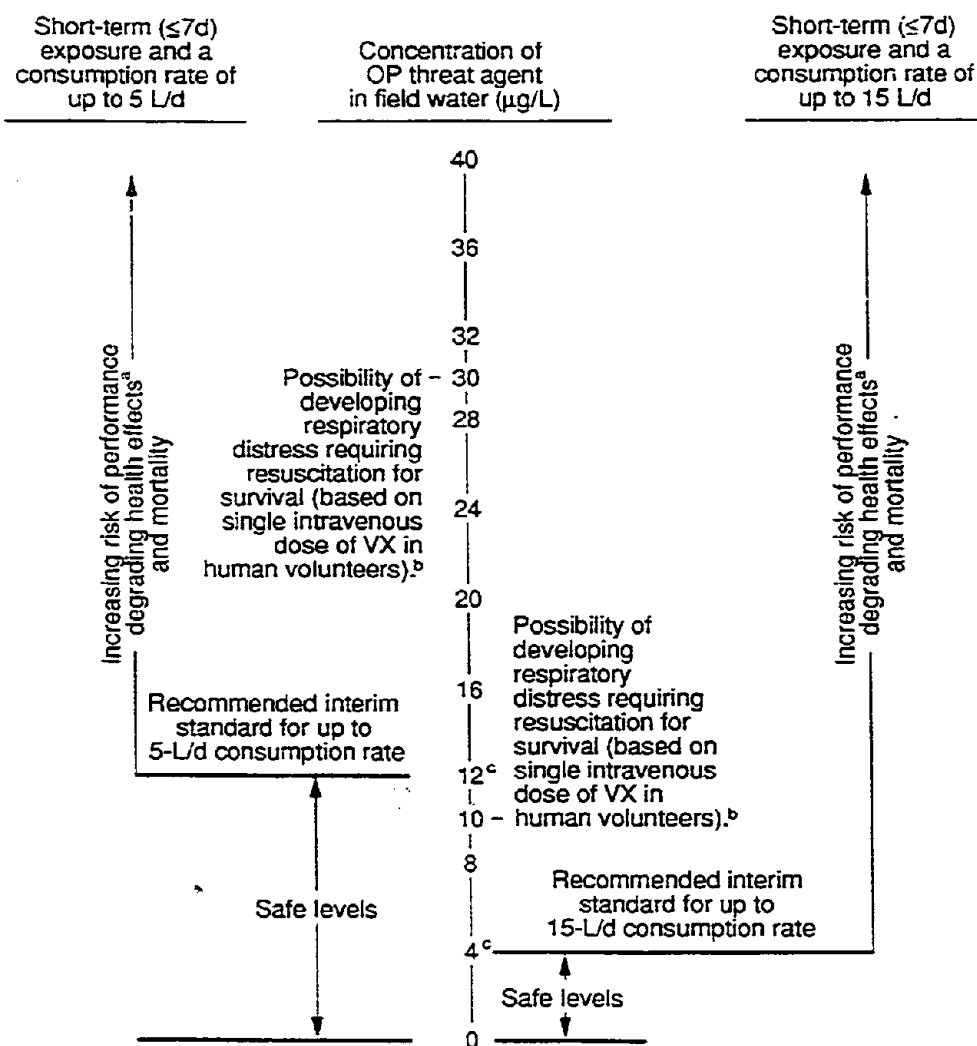 Short-term (≤7d)
exposure and a
consumption rate of
up to 5 L/d
Concentration of
OP threat agent
in field water (µg/L)
Short-term (≤7d)
exposure and a
consumption rate of
up to 15 L/d
40
36
32
30
28
24
20
16
12ᶜ
10
8
4ᶜ
0
Increasing risk of performance
degrading health effectsᵃ
and mortality
Possibility of
developing
respiratory
distress requiring
resuscitation for
survival (based on
single intravenous
dose of VX in
human volunteers).ᵇ
Recommended interim
standard for up to
5-L/d consumption rate
Safe levels
Possibility of
developing
respiratory
distress requiring
resuscitation for
survival (based on
single intravenous
dose of VX in
human volunteers).ᵇ
Recommended interim
standard for up to
15-L/d consumption rate
Safe levels
Increasing risk of performance
degrading health effectsᵃ
and mortality